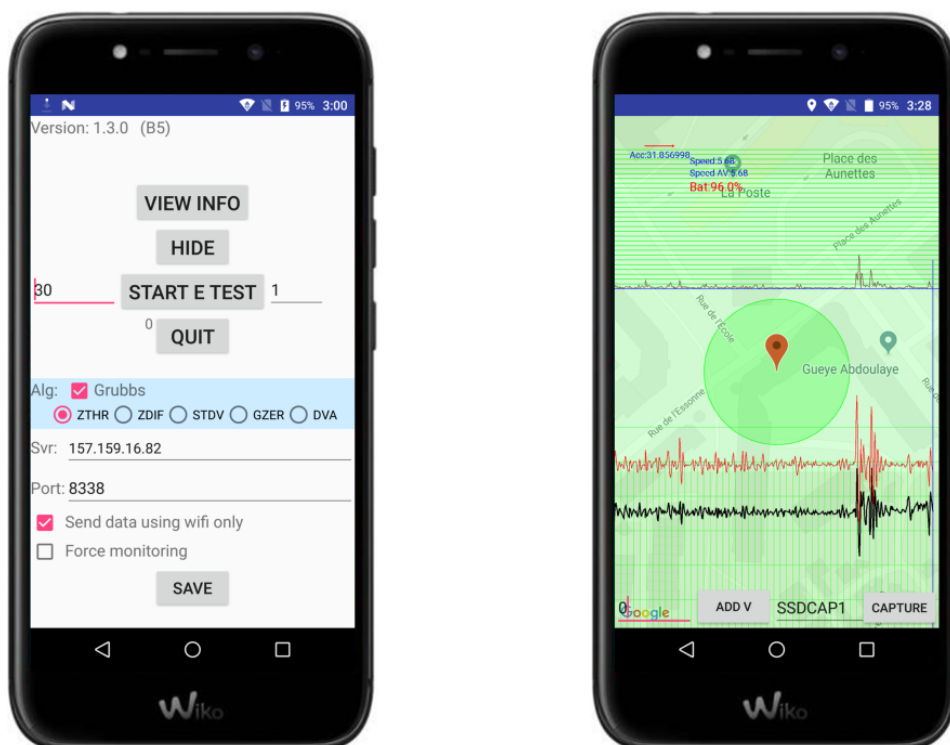 95% 3:00
Version: 1.3.0 (B5)
VIEW INFO
HIDE
30
START E TEST
1
0
QUIT
Alg: Grubbs
ZTHR ZDIF STDV GZER DVA
Svr: 157.159.16.82
Port: 8338
Send data using wifi only
Force monitoring
SAVE
Wiko
95% 3:28
Acc:31.856998
Speed:5.68
Speed AV:5.68
Bat:96.0%
La Poste
Place des
Aunettes
Place des Aunettes
Rue de l'École
Gueye Abdoulaye
Rue de l'Essonne
0
Google
ADD V
SSDCAP1
CAPTURE
Wiko